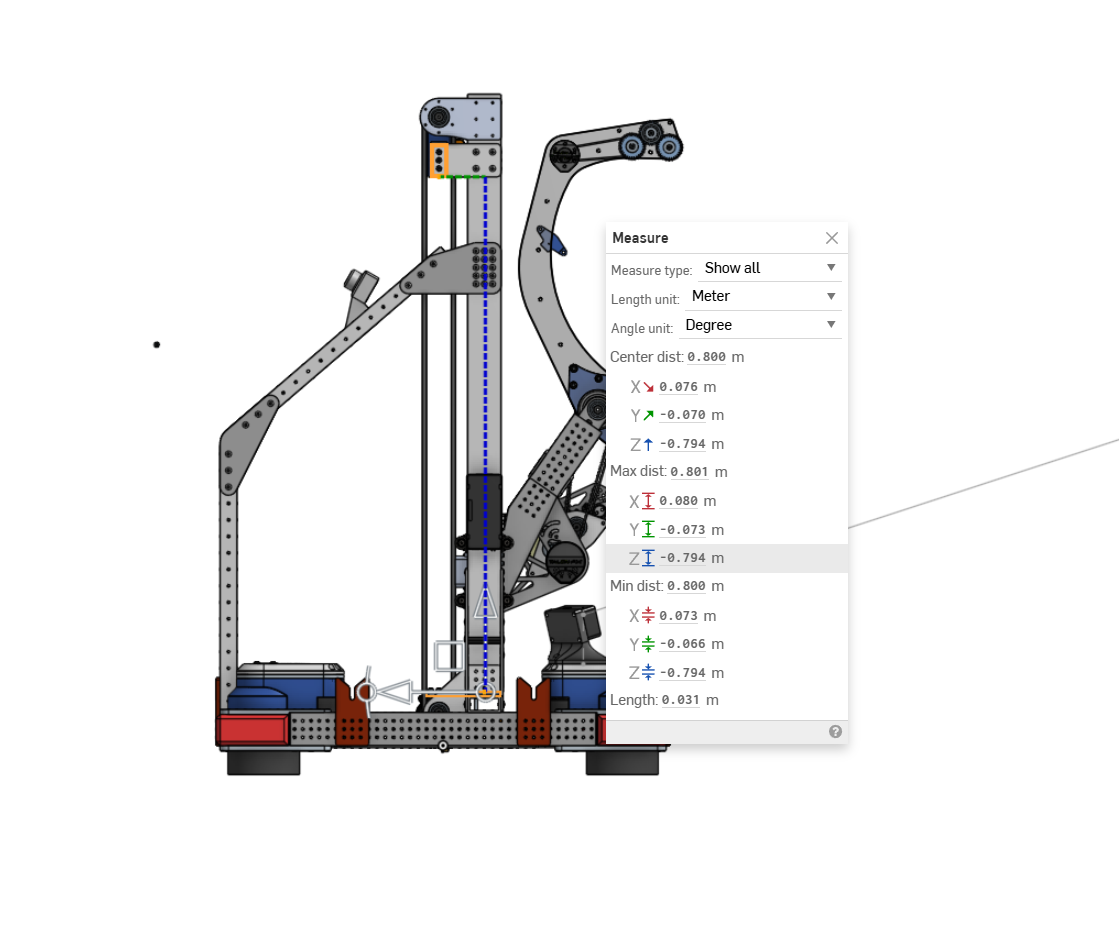 Measure
Measure type: Show all
Length unit: Meter
Angle unit: Degree
Center dist: 0.800 m
X 0.076 m
Y -0.070 m
Z -0.794 m
Max dist: 0.801 m
X 0.080 m
Y -0.073 m
Z -0.794 m
Min dist: 0.800 m
X 0.073 m
Y -0.066 m
Z -0.794 m
Length: 0.031 m
?